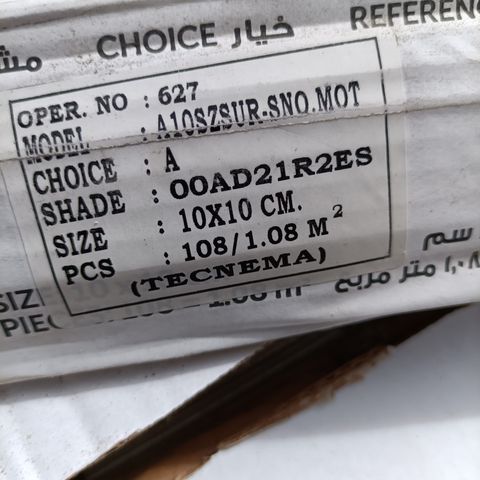 CHOICE خيار
OPER. NO : 627
MODEL : A10SZSUR-SNO.MOT
CHOICE : A
SHADE : 00AD21R2ES
SIZE : 10X10 CM.
PCS : 108/1.08 M²
(TECNEMA)
سم
متر مربع